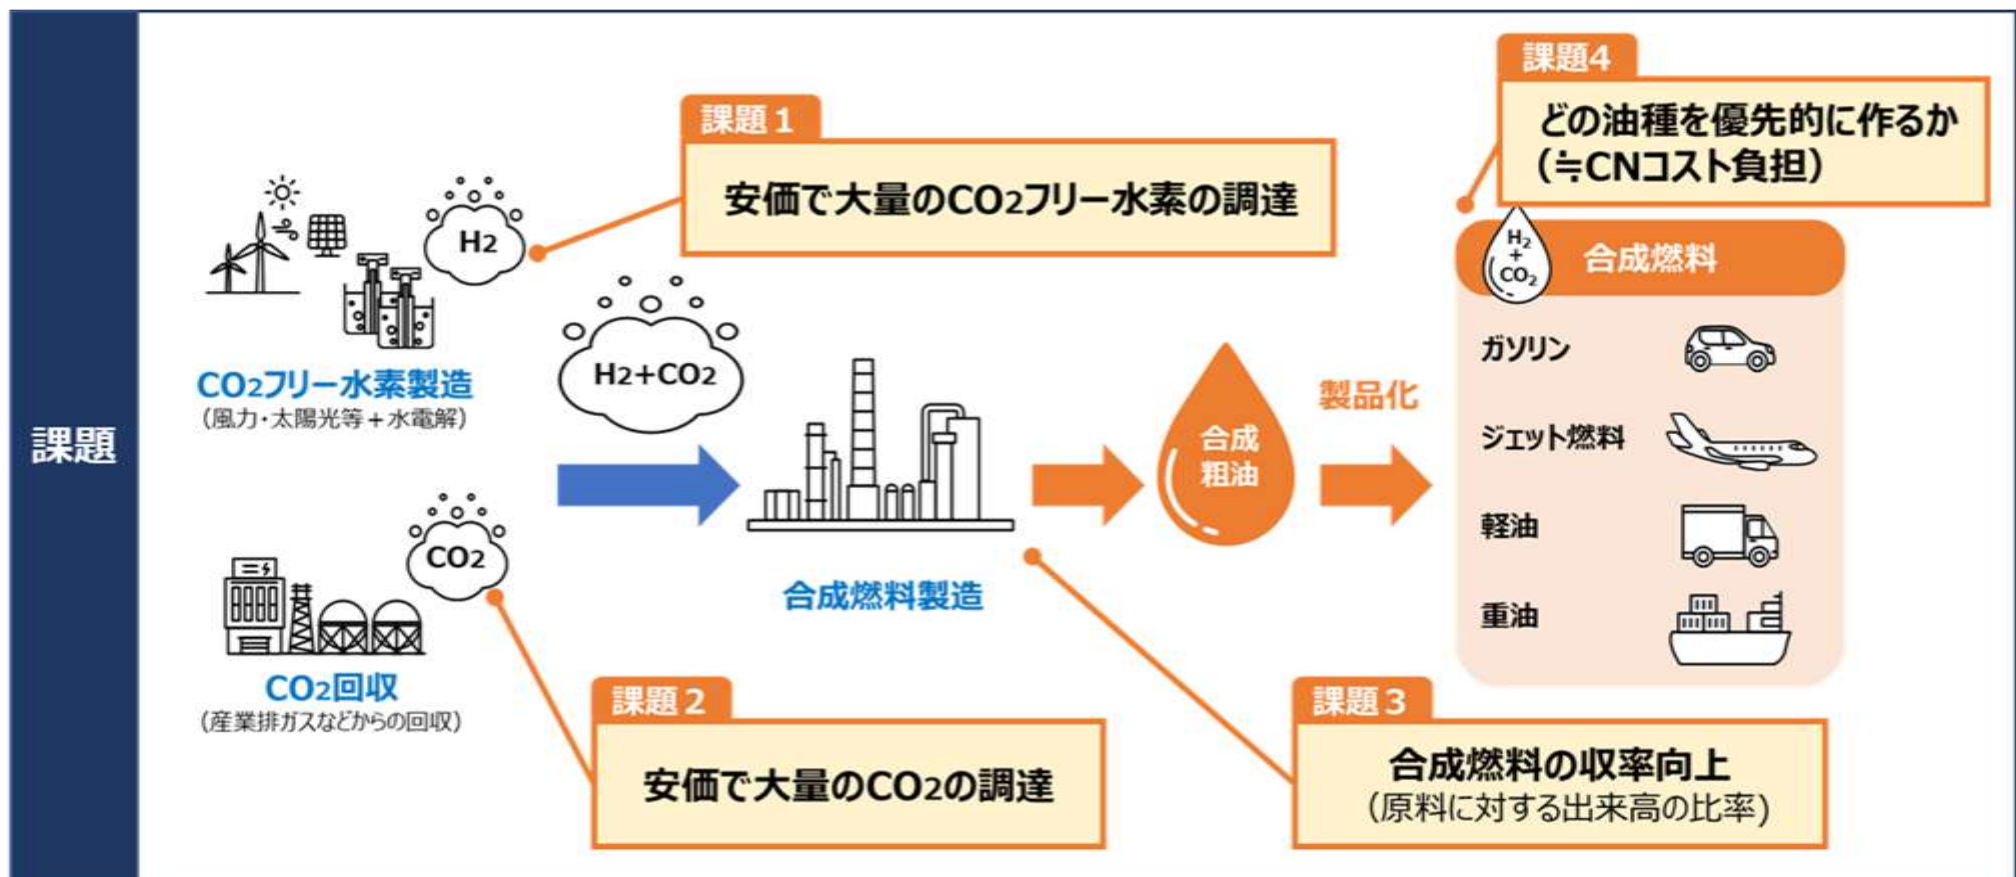 課題
課題1
安価で大量のCO2フリー水素の調達
H2
CO2フリー水素製造
（風力・太陽光等＋水電解）
H2+CO2
CO2
CO2回収
（産業排ガスなどからの回収）
課題2
安価で大量のCO2の調達
合成燃料製造
合成
粗油
製品化
課題3
合成燃料の収率向上
（原料に対する出来高の比率）
課題4
どの油種を優先的に作るか
（≒CNコスト負担）
H2
+
CO2
合成燃料
ガソリン
ジェット燃料
軽油
重油